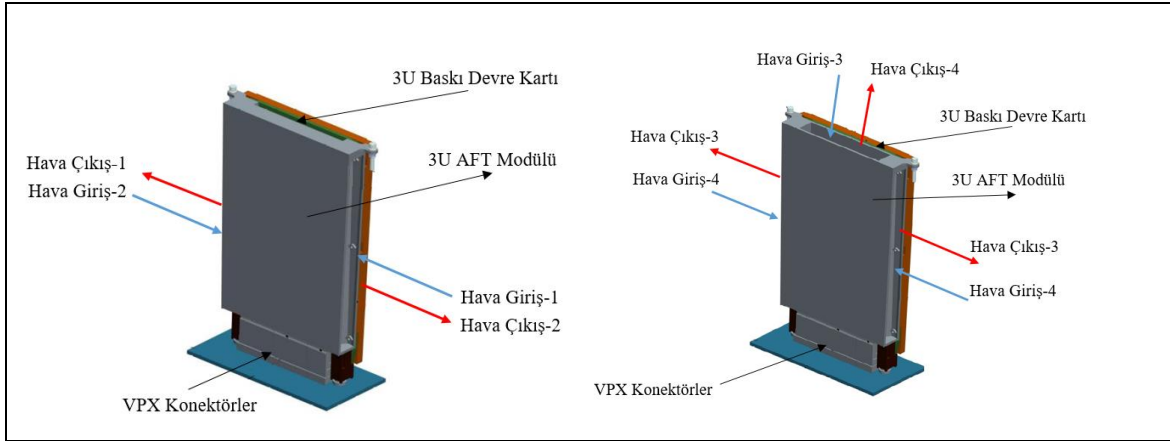 3U Baskı Devre Kartı
3U AFT Modülü
Hava Çıkış-1
Hava Giriş-2
Hava Giriş-1
Hava Çıkış-2
VPX Konektörler
Hava Giriş-3
Hava Çıkış-4
3U Baskı Devre Kartı
Hava Çıkış-3
Hava Giriş-4
3U AFT Modülü
Hava Çıkış-3
Hava Giriş-4
VPX Konektörler